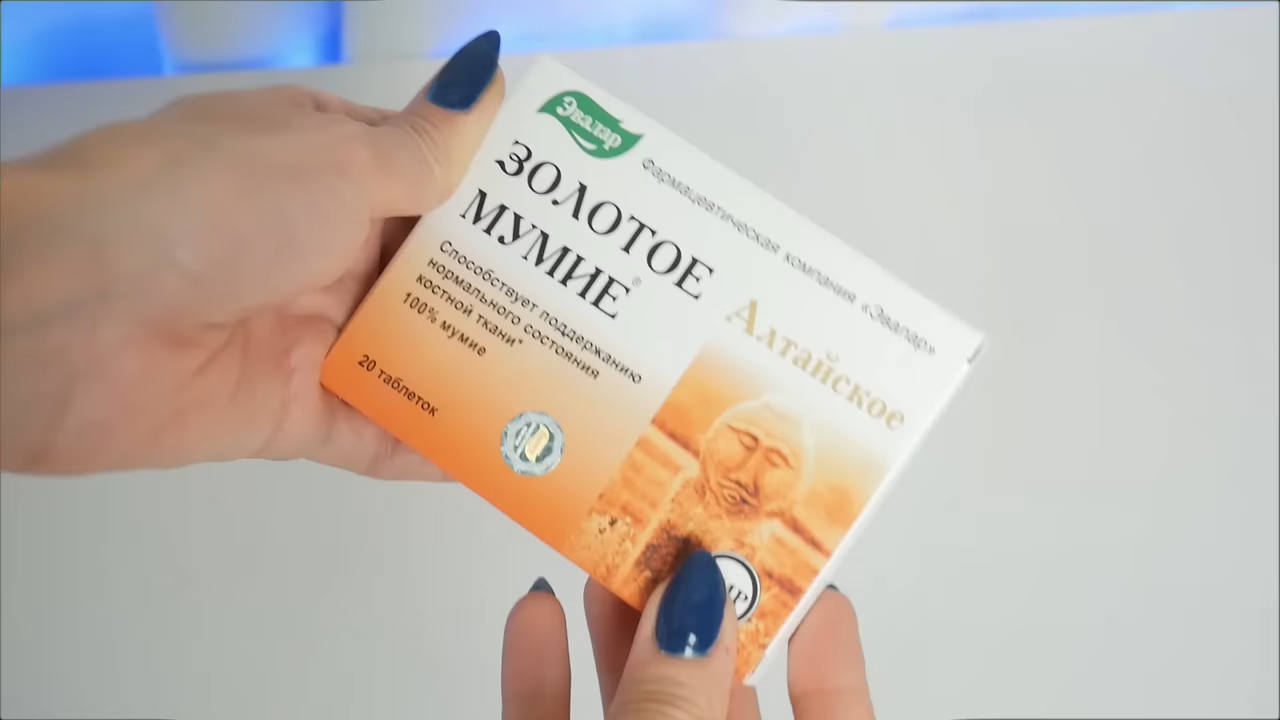 Эвалар
Фармацевтическая компания «Эвалар»
ЗОЛОТОЕ
МУМИЕ®
Алтайское
Способствует поддержанию
нормального состояния
костной ткани*
100% мумие
20 таблеток